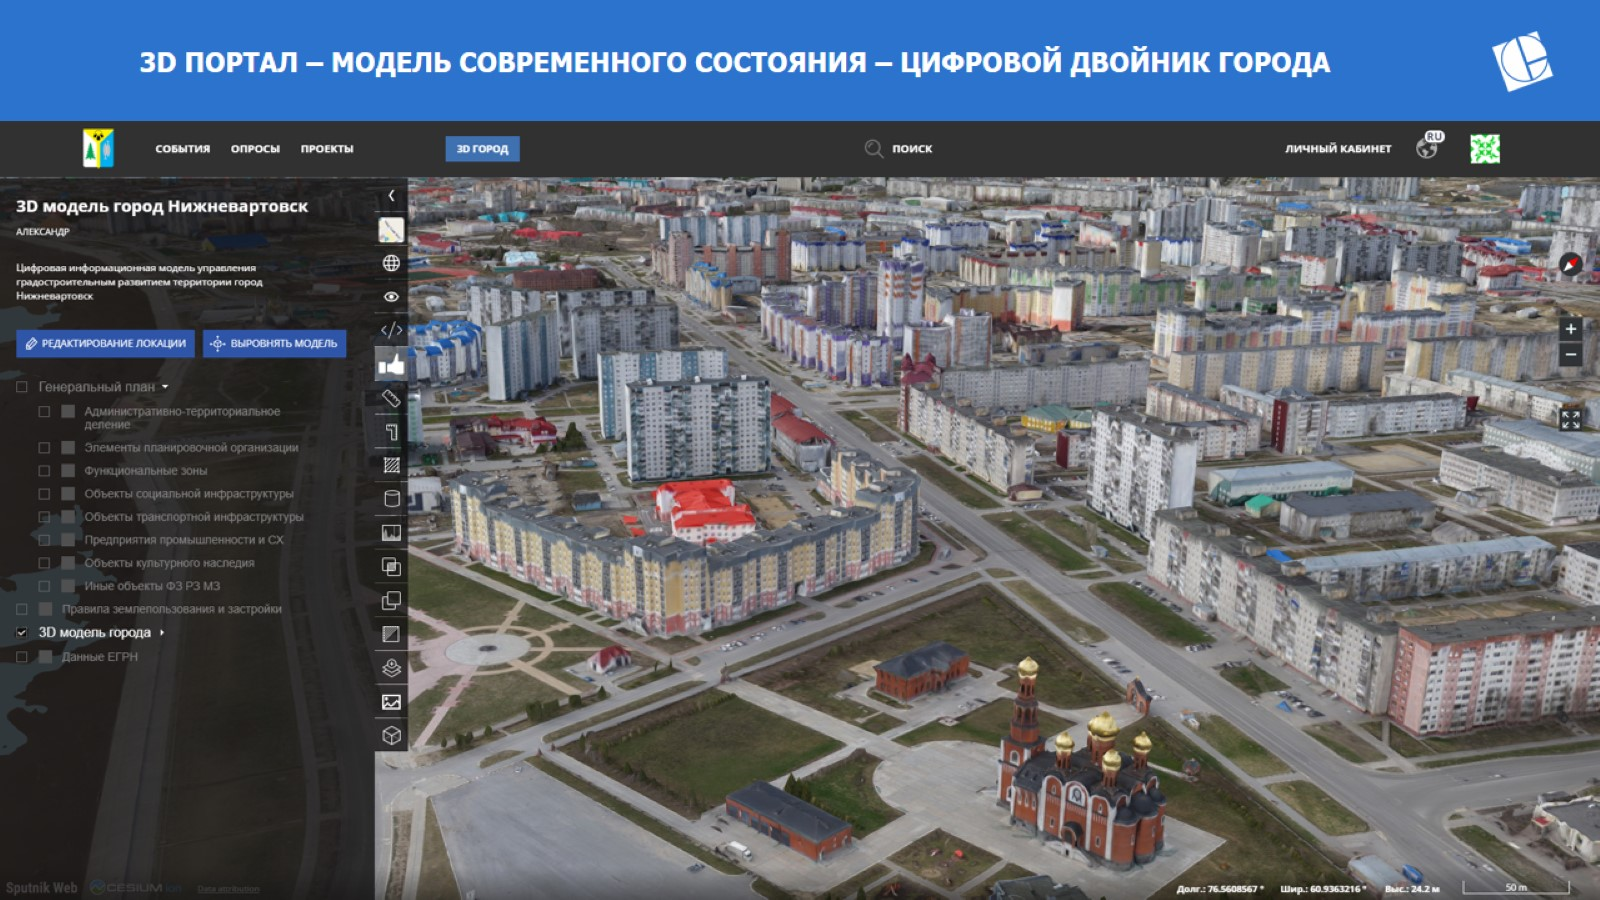 3D ПОРТАЛ – МОДЕЛЬ СОВРЕМЕННОГО СОСТОЯНИЯ – ЦИФРОВОЙ ДВОЙНИК ГОРОДА
СОБЫТИЯ ОПРОСЫ ПРОЕКТЫ 3D ГОРОД ПОИСК ЛИЧНЫЙ КАБИНЕТ RU
3D модель город Нижневартовск
АЛЕКСАНДР
Цифровая информационная модель управления
градостроительным развитием территории город
Нижневартовск
РЕДАКТИРОВАНИЕ ЛОКАЦИИ ВЫРОВНЯТЬ МОДЕЛЬ
Генеральный план
Административно-территориальное
деление
Элементы планировочной организации
Функциональные зоны
Объекты социальной инфраструктуры
Объекты транспортной инфраструктуры
Предприятия промышленности и СХ
Объекты культурного наследия
Иные объекты ФЗ РЗ МЗ
Правила землепользования и застройки
3D модель города
Данные ЕГРН
Sputnik Web CESIUM ion Data attribution
Долг.: 76.5608567 ° Шир.: 60.9363216 ° Выс.: 24.2 м 50 m